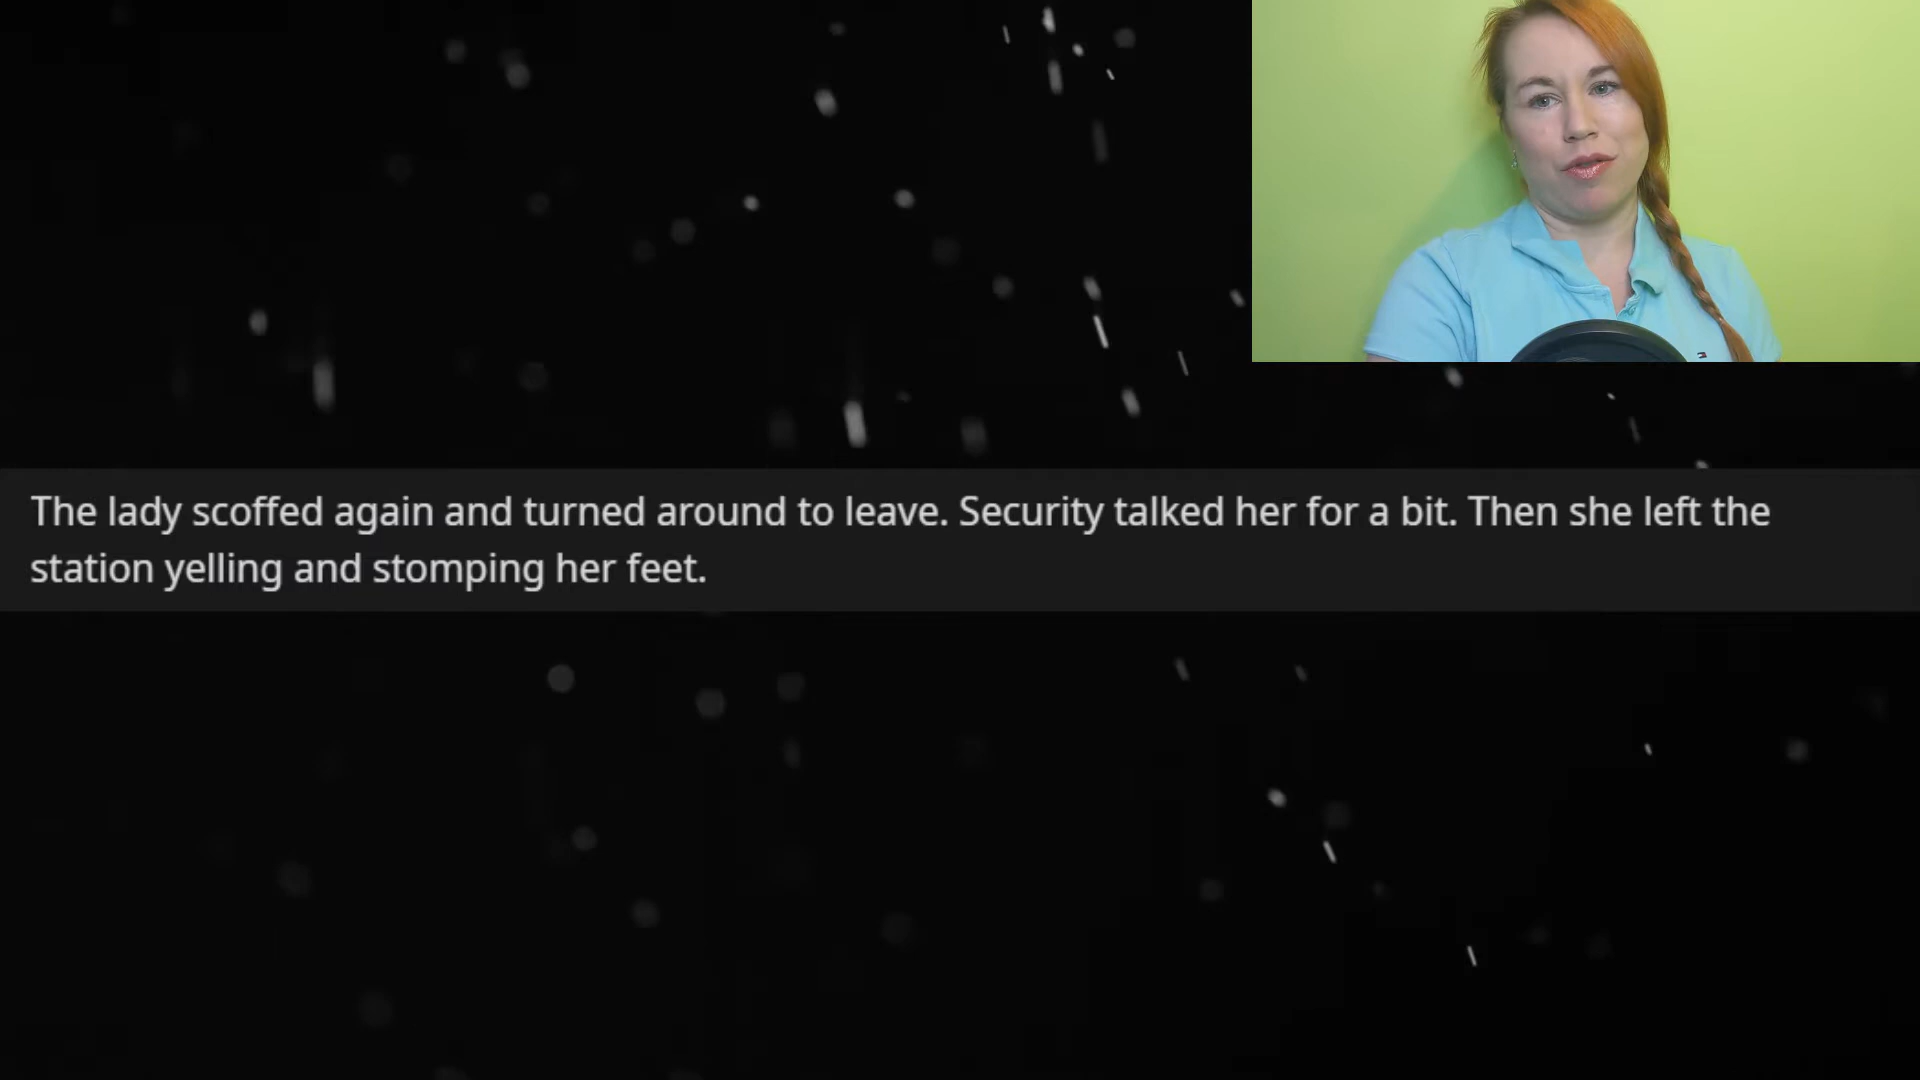 The lady scoffed again and turned around to leave. Security talked her for a bit. Then she left the
station yelling and stomping her feet.